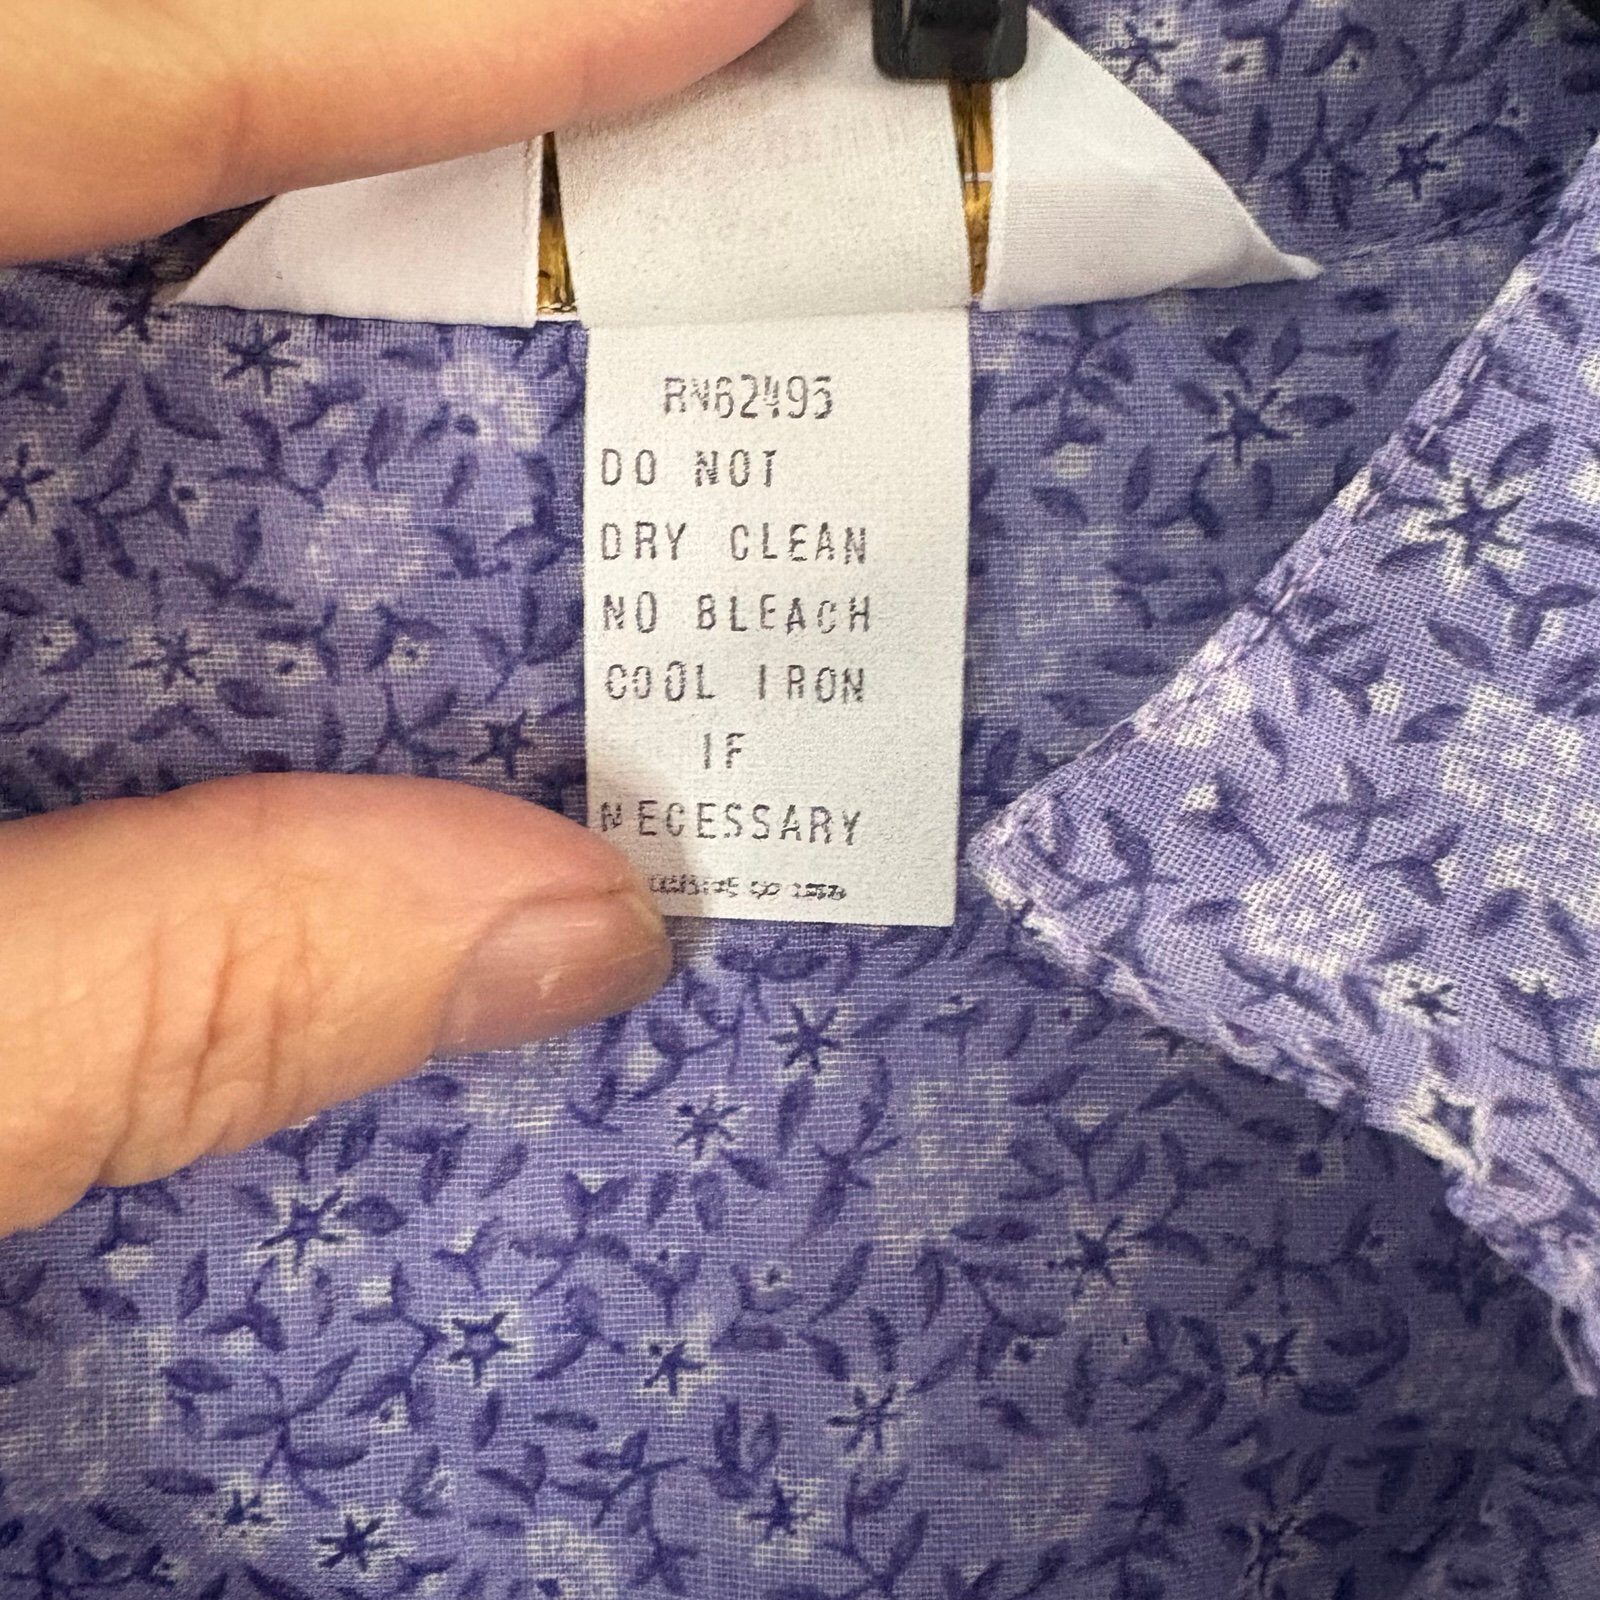 RN62495
DO NOT
DRY CLEAN
NO BLEACH
COOL IRON
IF
NECESSARY